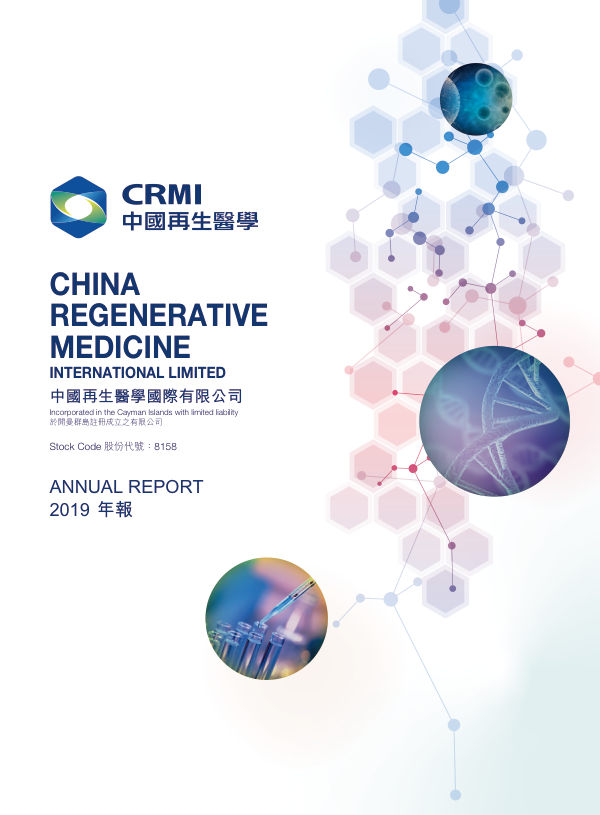 CRMI
中國再生醫學
CHINA
REGENERATIVE
MEDICINE
INTERNATIONAL LIMITED
中國再生醫學國際有限公司
Incorporated in the Cayman Islands with limited liability
於開曼群島註冊成立之有限公司
Stock Code 股份代號：8158
ANNUAL REPORT
2019 年報